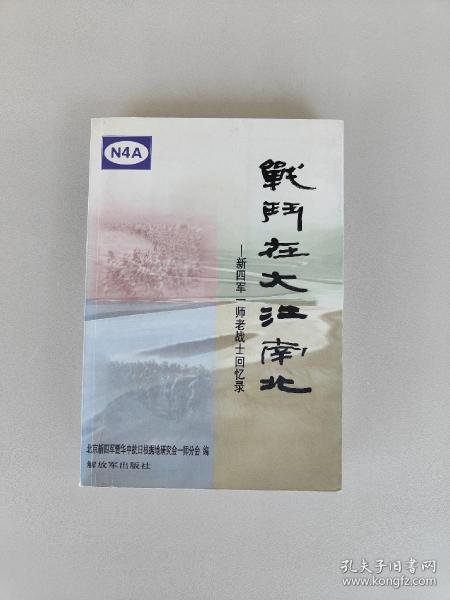 N4A
戰鬥在大江南北
—新四军一师老战士回忆录
北京新四军暨华中抗日根据地研究会一师分会 编
解放军出版社
孔夫子旧书网
www.kongfz.com